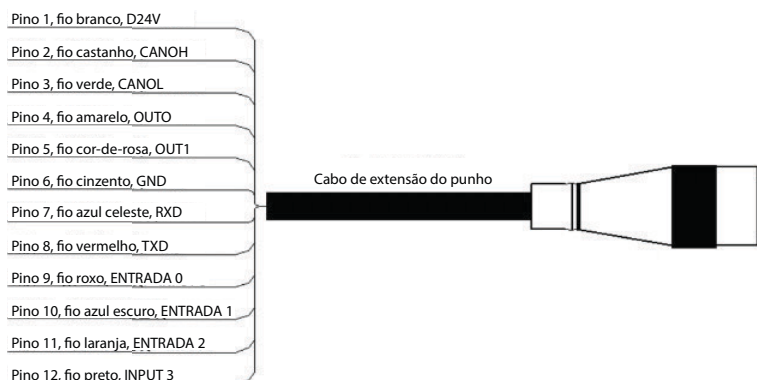 Pino 1, fio branco, D24V
Pino 2, fio castanho, CANOH
Pino 3, fio verde, CANOL
Pino 4, fio amarelo, OUTO
Pino 5, fio cor-de-rosa, OUT1
Pino 6, fio cinzento, GND
Pino 7, fio azul celeste, RXD
Pino 8, fio vermelho, TXD
Pino 9, fio roxo, ENTRADA 0
Pino 10, fio azul escuro, ENTRADA 1
Pino 11, fio laranja, ENTRADA 2
Pino 12, fio preto, INPUT 3
Cabo de extensão do punho